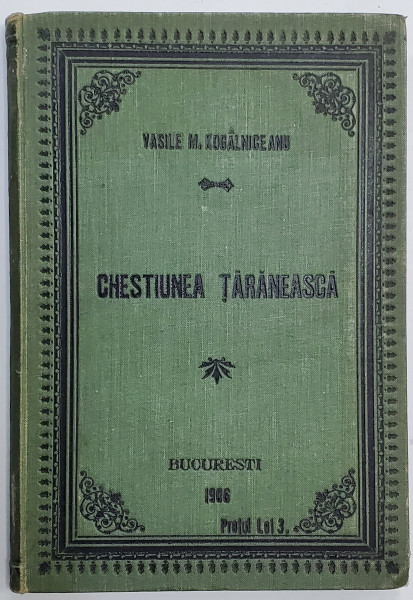 VASILE M. KOGĂLNICEANU
CHESTIUNEA ȚĂRĂNEASCĂ
BUCURESTI
1906
Prețul Lei 3.